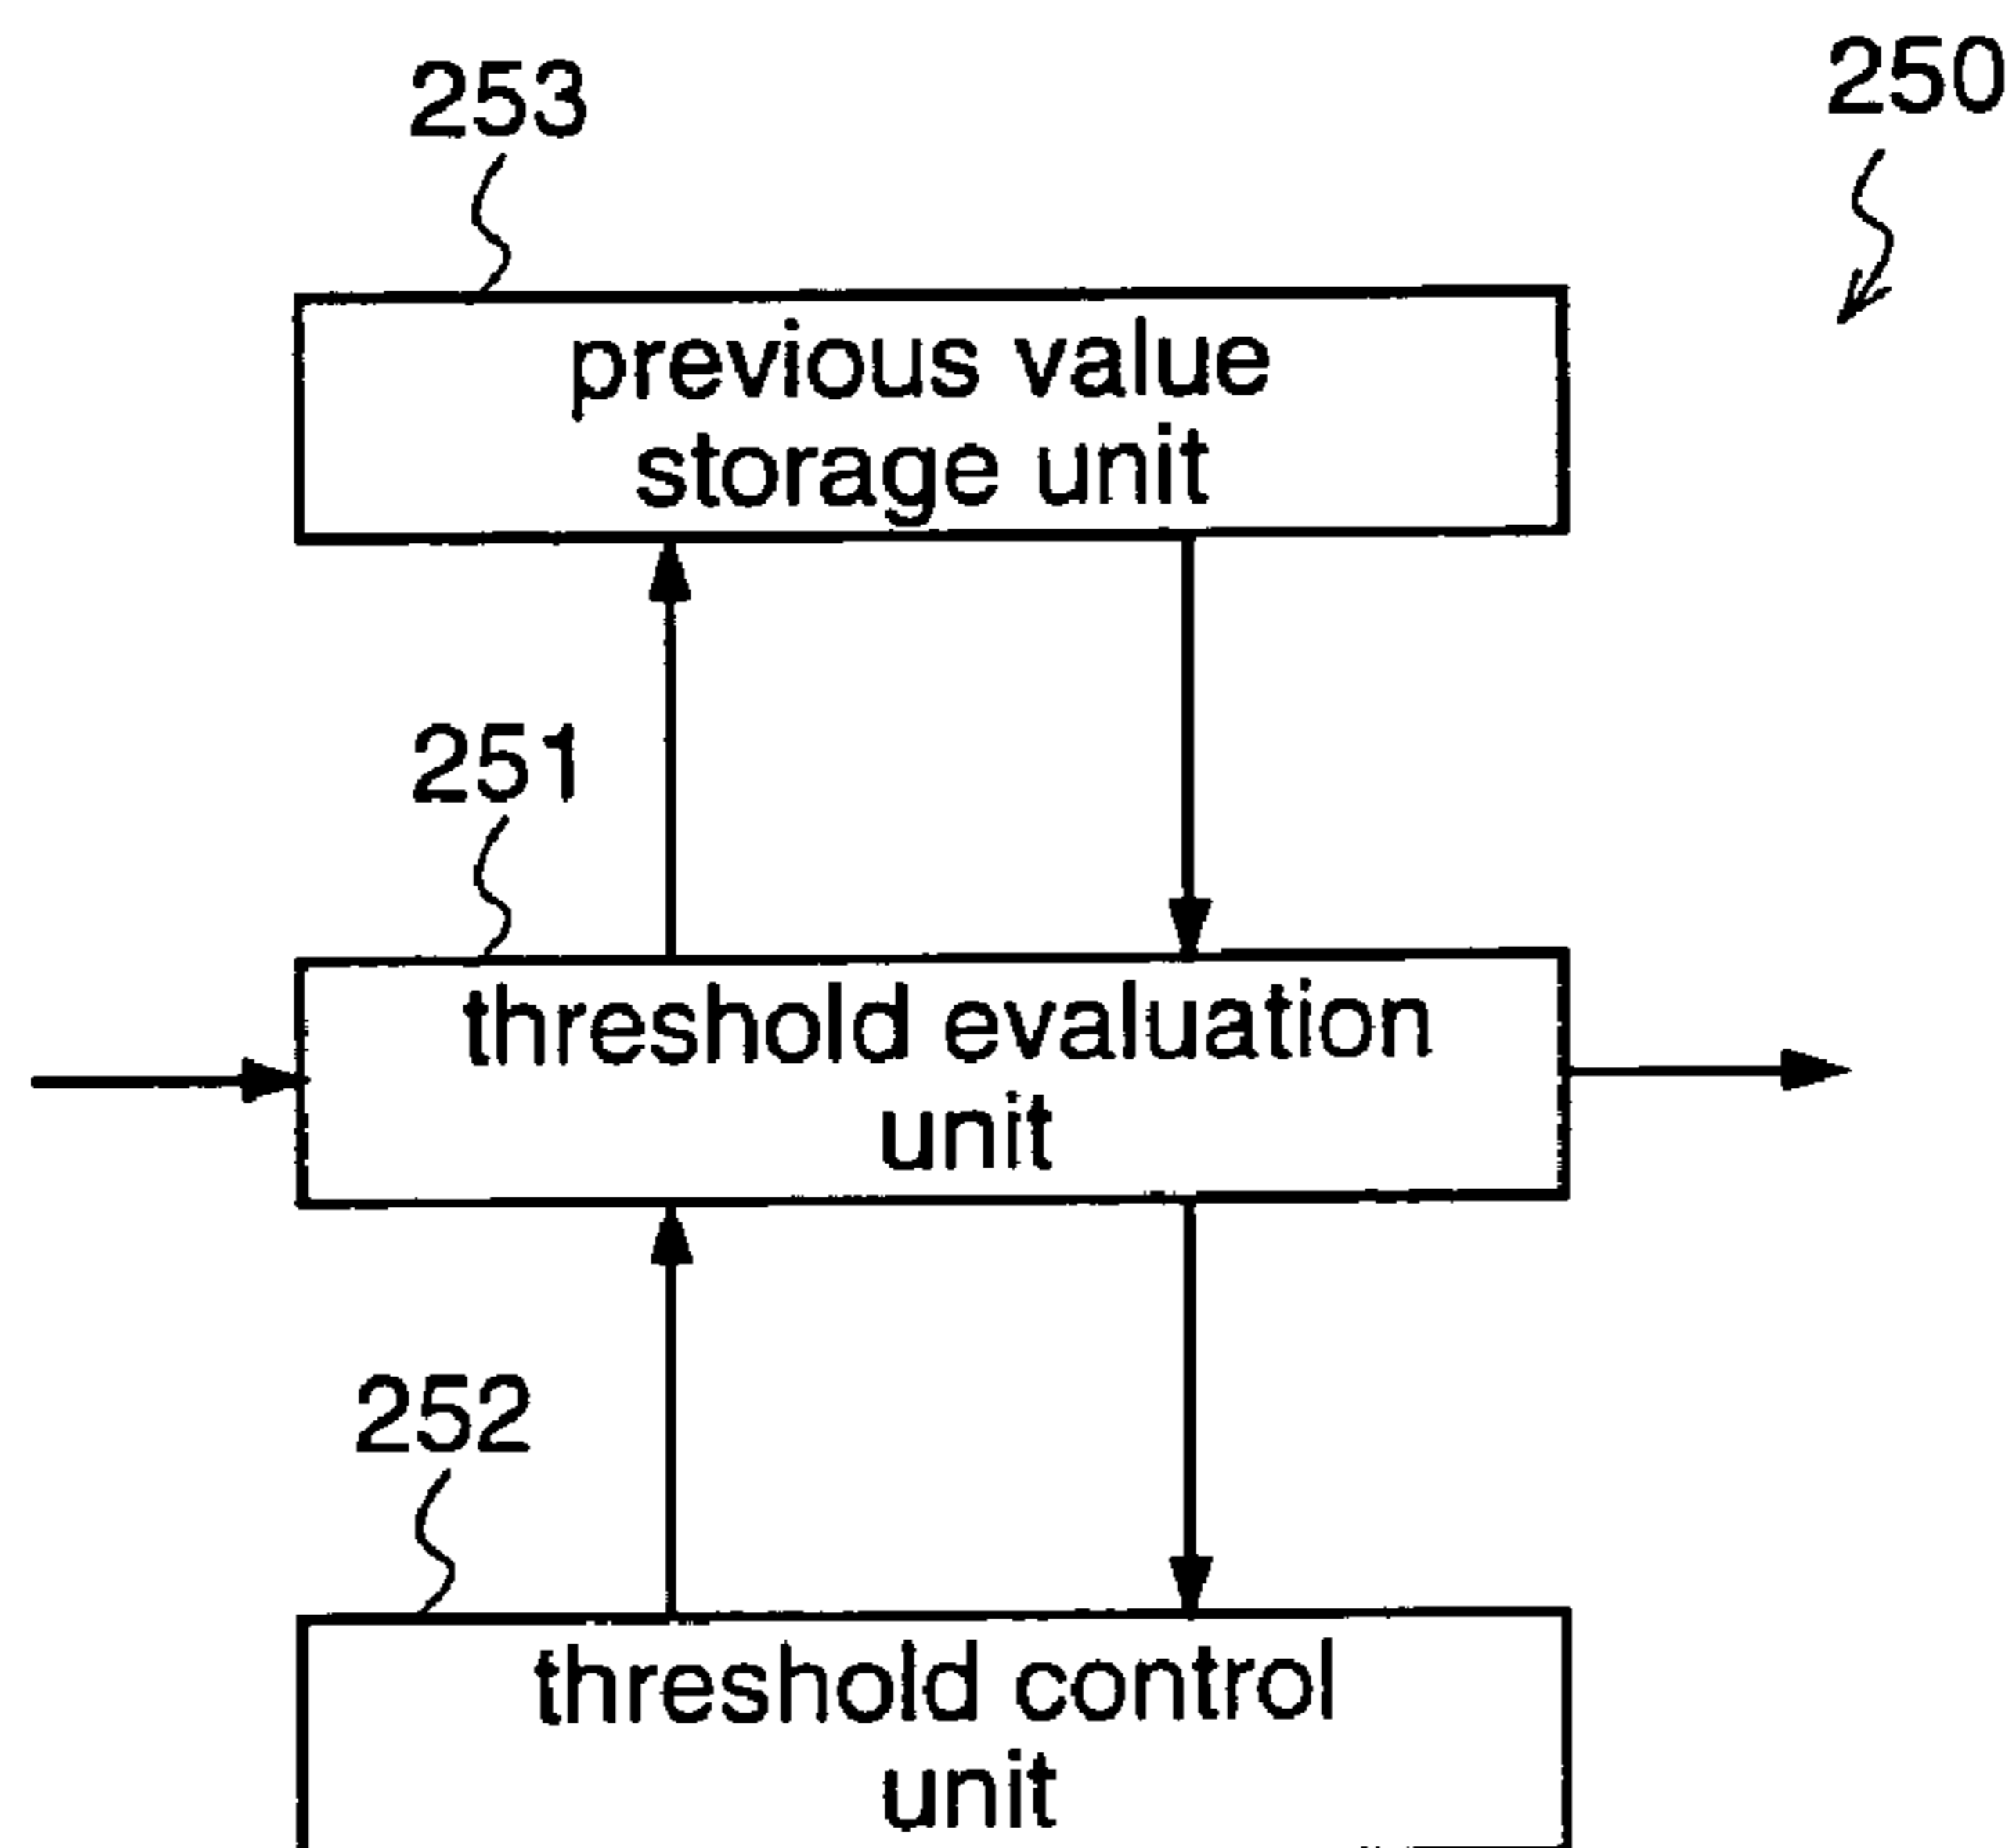 253
250
previous value
storage unit
251
threshold evaluation
unit
252
threshold control
unit